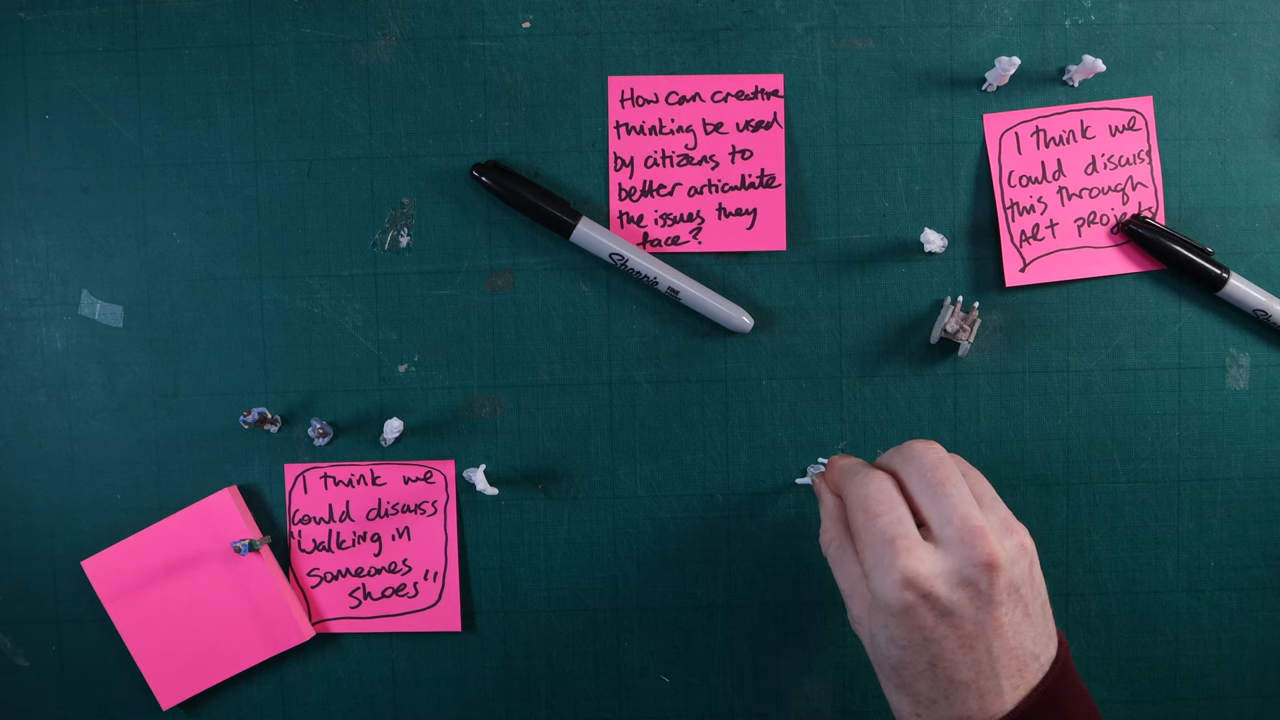 How can creative
thinking be used
by citizens to
better articulate
the issues they
face?
I think we
could discuss
this through
ART projects
Sharpie
FINE
I think we
could discuss
"Walking in
someones
shoes"